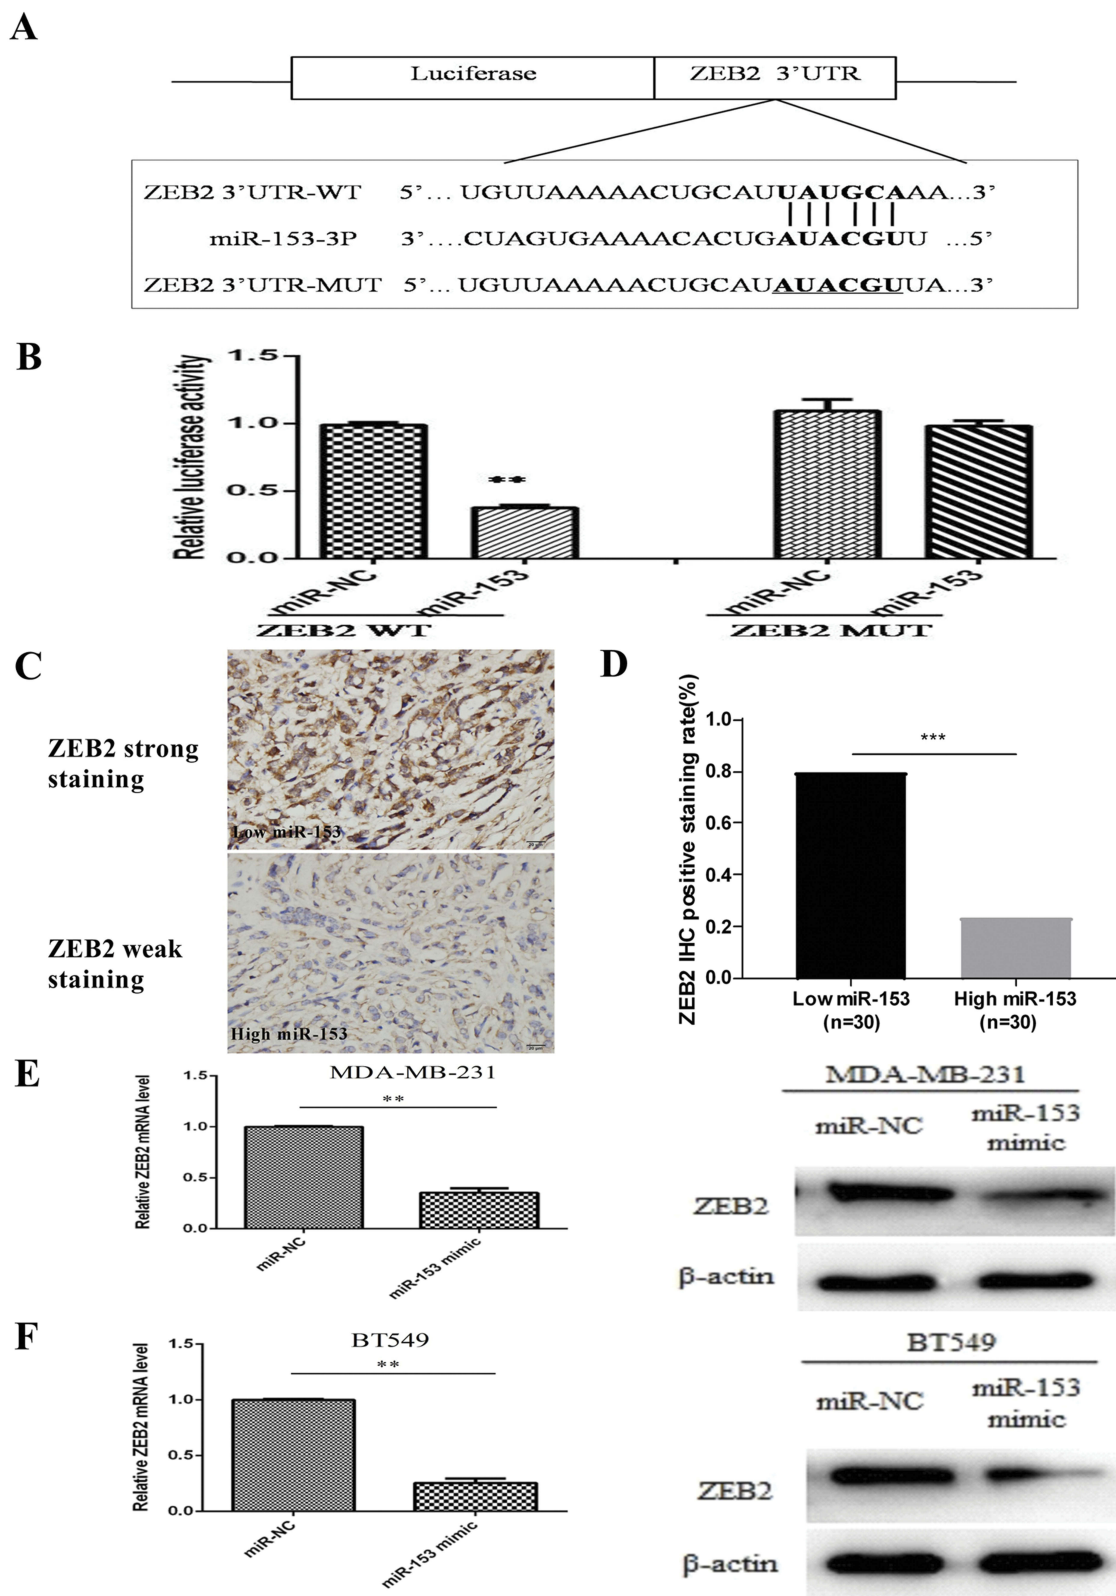 A
Luciferase ZEB2 3'UTR
ZEB2 3'UTR-WT 5'... UGUUAAAAACUGCAUUAUGCAAA...3'
miR-153-3P 3'....CUAGUGAAAACACUGAUACGUU ...5'
ZEB2 3'UTR-MUT 5'... UGUUAAAAACUGCAUAUACGUUA...3'
B
Relative luciferase activity
1.5
1.0
0.5
0.0
**
miR-NC miR-153 miR-NC miR-153
ZEB2 WT ZEB2 MUT
C
ZEB2 strong
staining
Low miR-153
20 μm
ZEB2 weak
staining
High miR-153
20 μm
D
ZEB2 IHC positive staining rate(%)
1.0
0.8
0.6
0.4
0.2
0.0
***
Low miR-153 High miR-153
(n=30) (n=30)
E
MDA-MB-231
Relative ZEB2 mRNA level
1.5
1.0
0.5
0.0
**
miR-NC miR-153 mimic
MDA-MB-231
miR-NC miR-153
mimic
ZEB2
β-actin
F
BT549
Relative ZEB2 mRNA level
1.5
1.0
0.5
0.0
**
miR-NC miR-153 mimic
BT549
miR-NC miR-153
mimic
ZEB2
β-actin